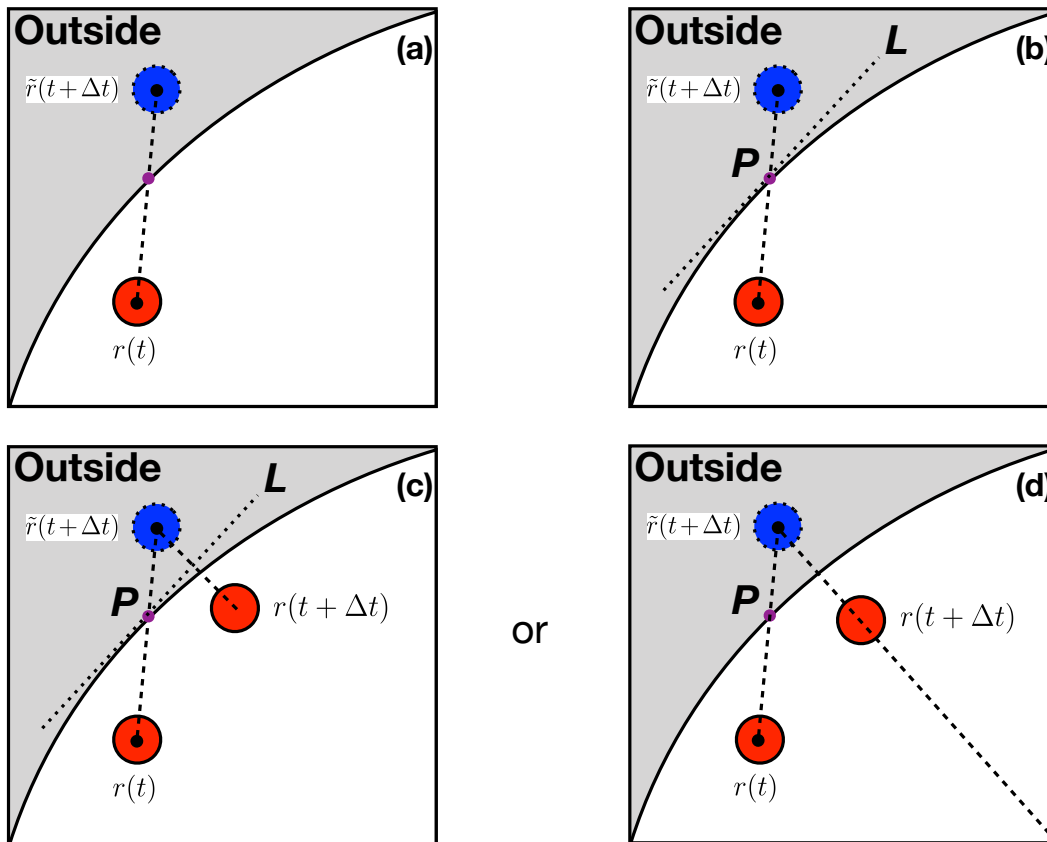 Outside
(a)
r̃(t+Δt)
r(t)
Outside
(b)
L
r̃(t+Δt)
P
r(t)
Outside
(c)
L
r̃(t+Δt)
P
r(t+Δt)
r(t)
or
Outside
(d)
r̃(t+Δt)
P
r(t+Δt)
r(t)